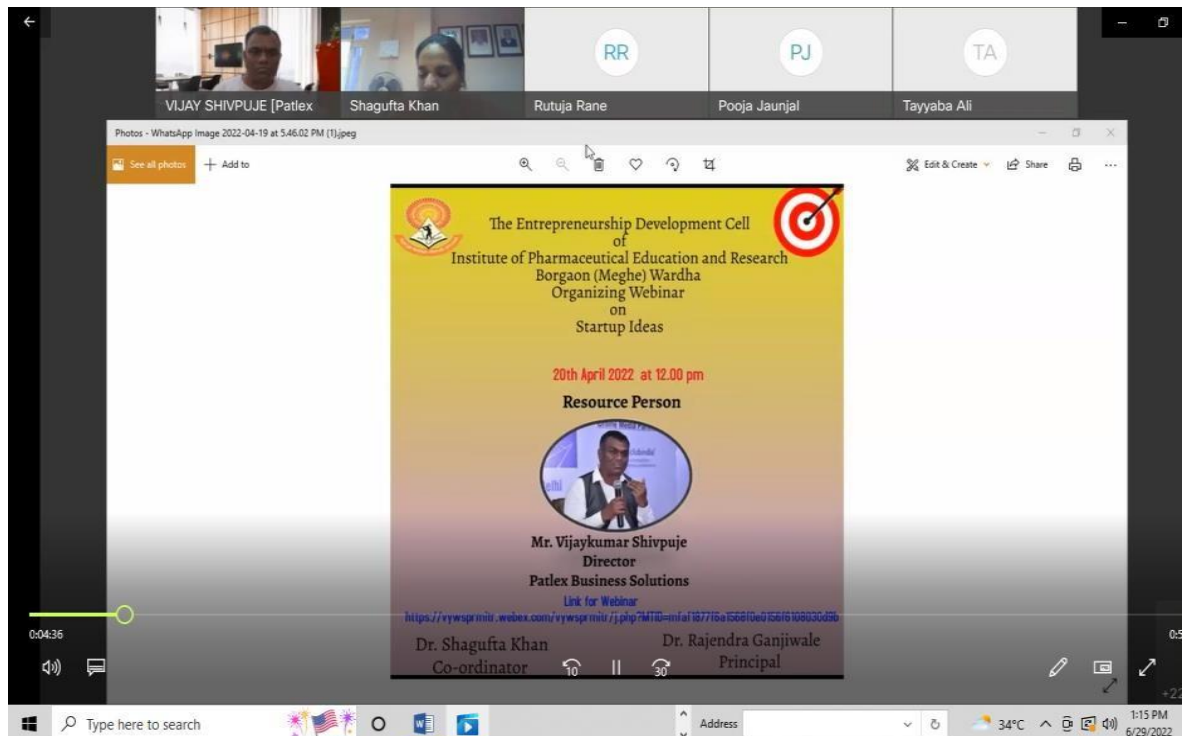 VIJAY SHIVPUJE [Patlex
Shagufta Khan
RR
Rutuja Rane
PJ
Pooja Jaunjal
TA
Tayyaba Ali
Photos - WhatsApp Image 2022-04-19 at 5.46.02 PM (1).jpeg
See all photos
Add to
Edit & Create
Share
The Entrepreneurship Development Cell
of
Institute of Pharmaceutical Education and Research
Borgaon (Meghe) Wardha
Organizing Webinar
on
Startup Ideas
20th April 2022 at 12.00 pm
Resource Person
Mr. Vijaykumar Shivpuje
Director
Patlex Business Solutions
Link for Webinar
Dr. Shagufta Khan
Co-ordinator
Dr. Rajendra Ganjiwale
Principal
0:04:36
10
30
+22
Type here to search
Address
34°C
1:15 PM
6/29/2022